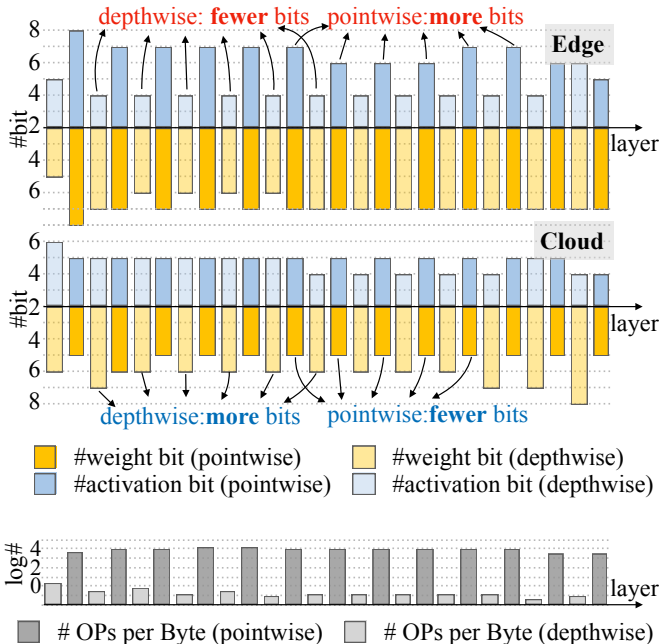 depthwise: fewer bits
pointwise:more bits
Edge
8
6
4
2
4
6
#bit
layer
Cloud
6
4
2
4
6
8
#bit
layer
depthwise:more bits
pointwise:fewer bits
#weight bit (pointwise)
#weight bit (depthwise)
#activation bit (pointwise)
#activation bit (depthwise)
log#
4
2
0
layer
# OPs per Byte (pointwise)
# OPs per Byte (depthwise)